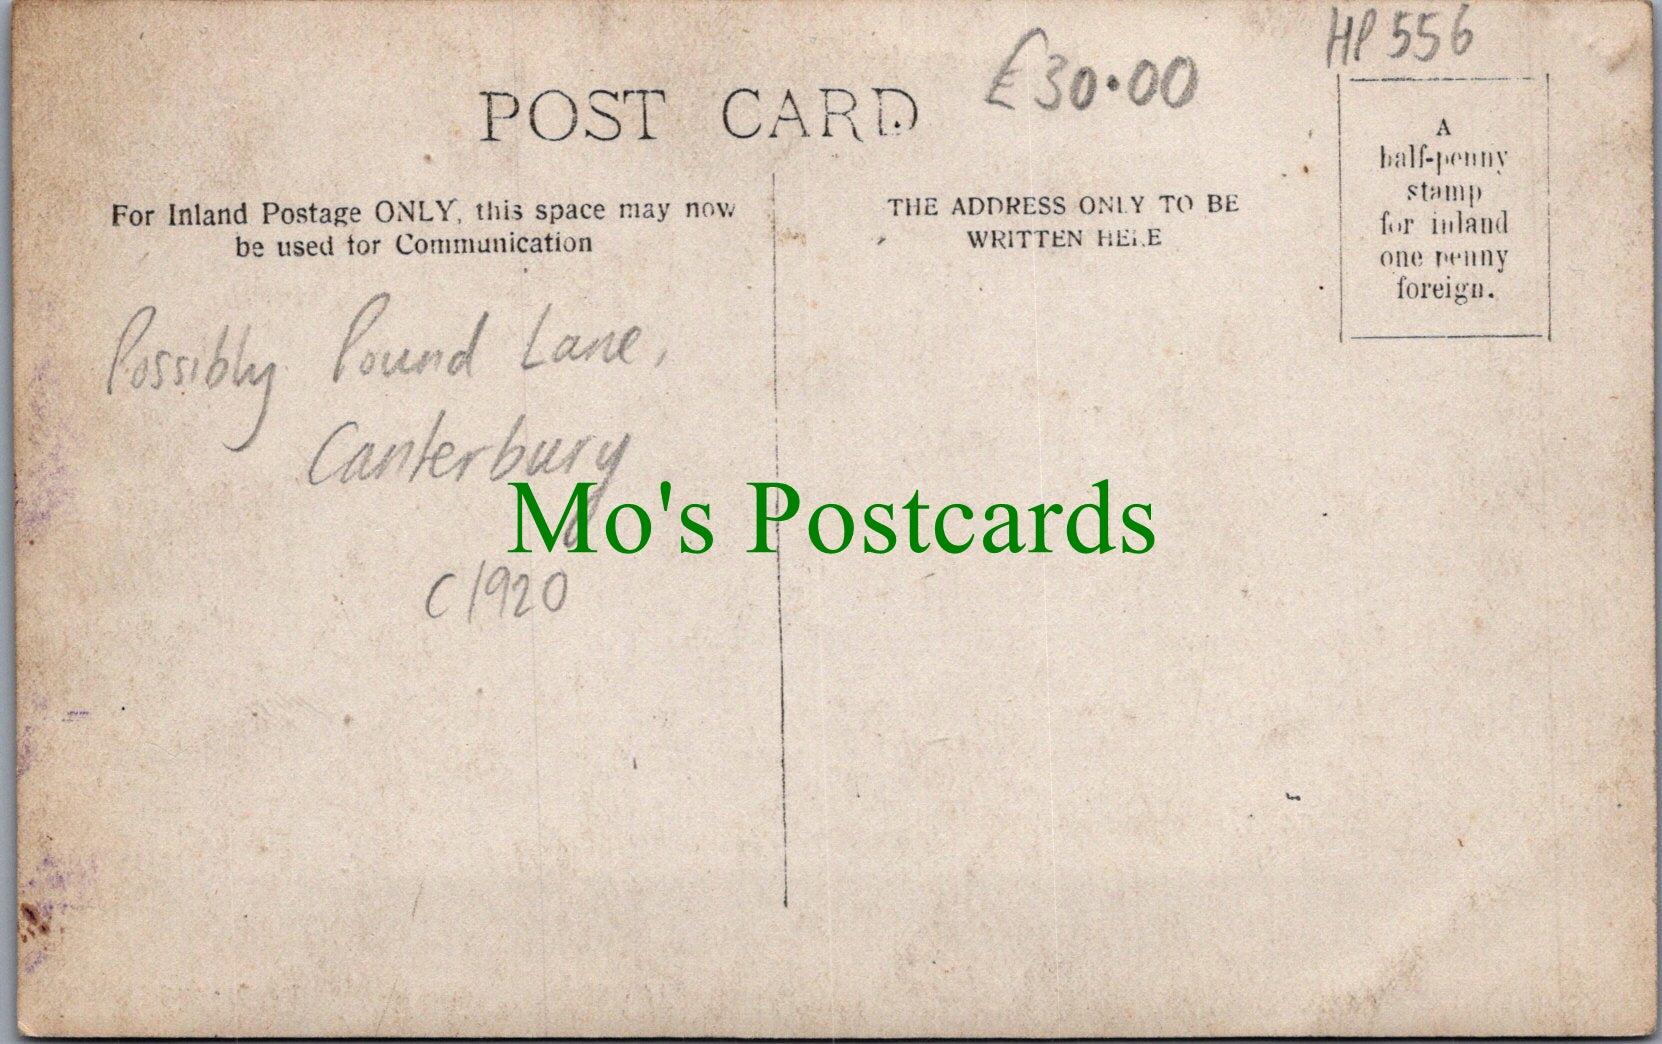 HP 556
£30.00
POST CARD
A
half-penny
stamp
for inland
one penny
foreign.
For Inland Postage ONLY, this space may now
be used for Communication
THE ADDRESS ONLY TO BE
WRITTEN HERE
Possibly Pound Lane,
Canterbury
C1920
Mo's Postcards